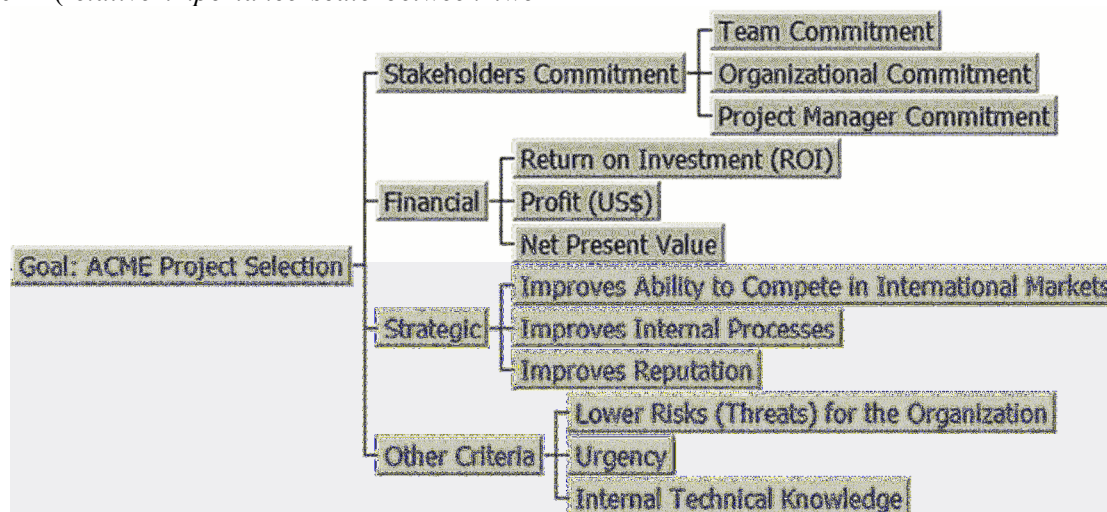 Team Commitment
Stakeholders Commitment
Organizational Commitment
Project Manager Commitment
Return on Investment (ROI)
Financial
Profit (US$)
Net Present Value
Goal: ACME Project Selection
Improves Ability to Compete in International Markets
Strategic
Improves Internal Processes
Improves Reputation
Lower Risks (Threats) for the Organization
Other Criteria
Urgency
Internal Technical Knowledge